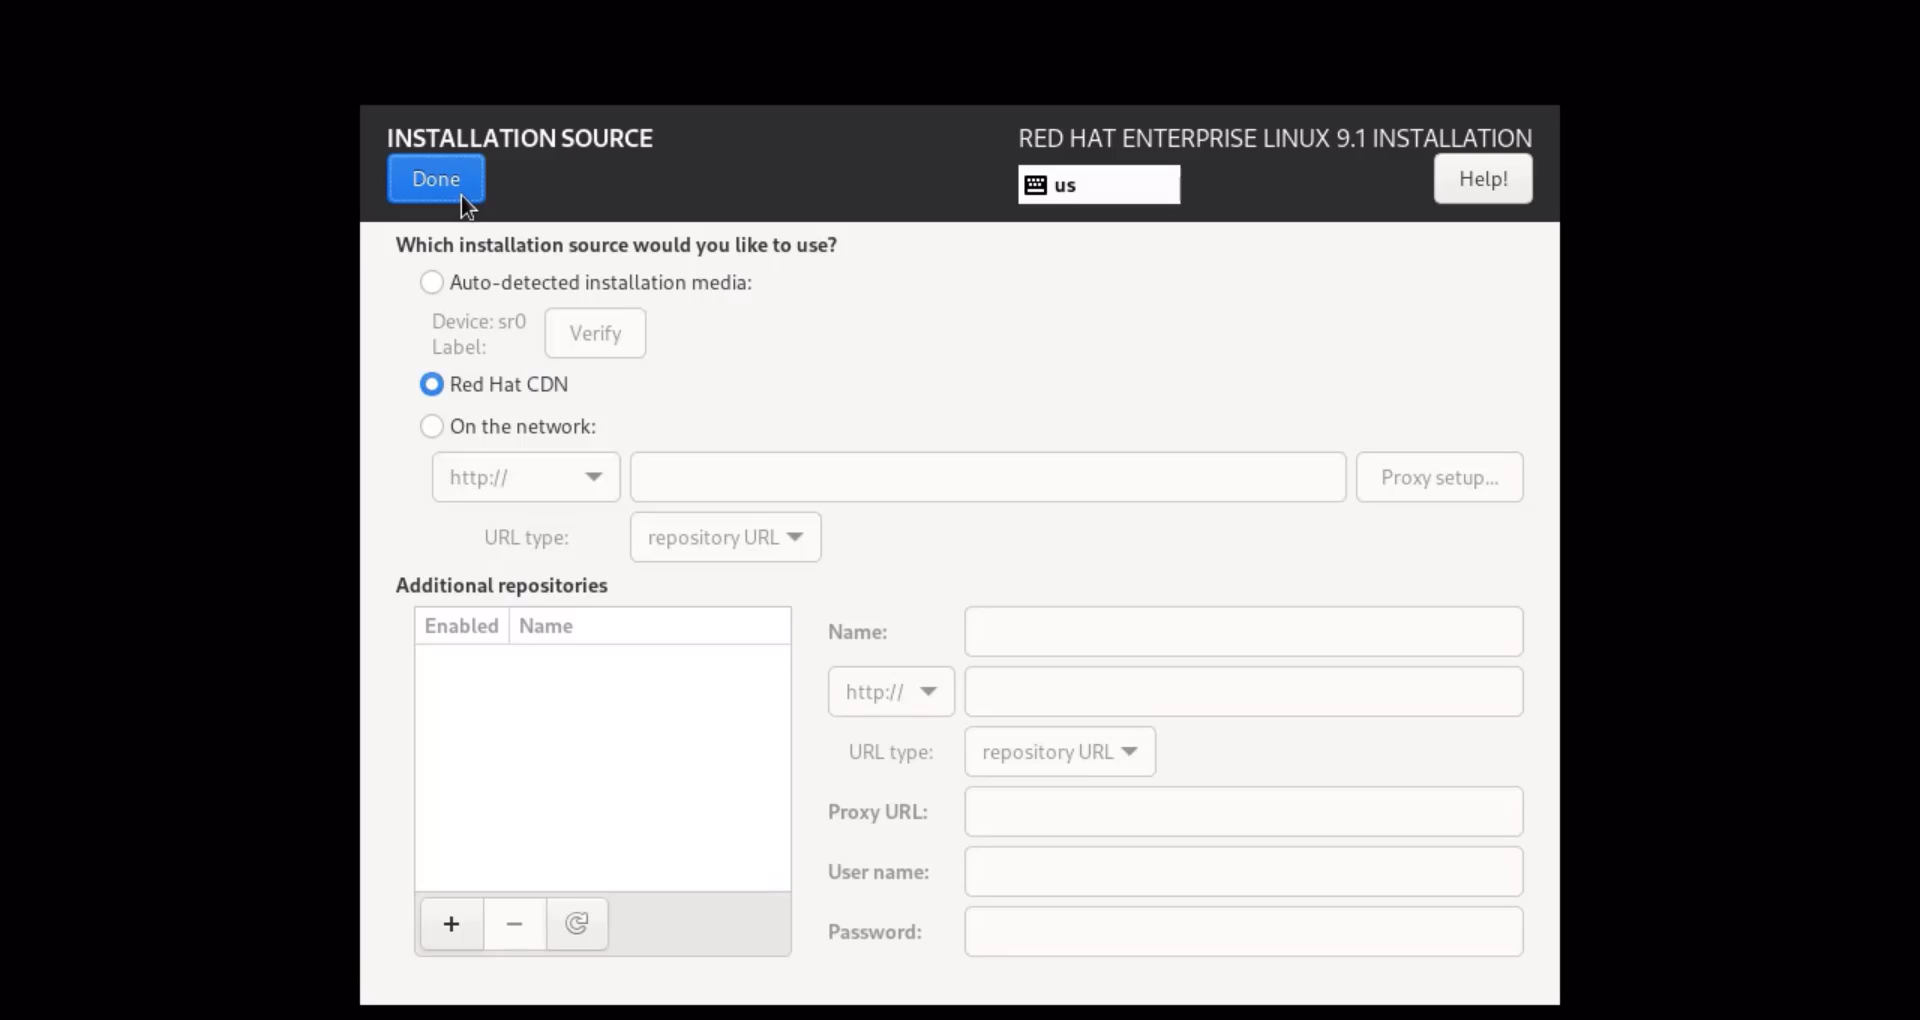 INSTALLATION SOURCE
RED HAT ENTERPRISE LINUX 9.1 INSTALLATION
Done
us
Help!
Which installation source would you like to use?
Auto-detected installation media:
Device: sr0
Label:
Verify
Red Hat CDN
On the network:
http://
Proxy setup...
URL type:
repository URL
Additional repositories
Enabled
Name
Name:
http://
URL type:
repository URL
Proxy URL:
User name:
Password: